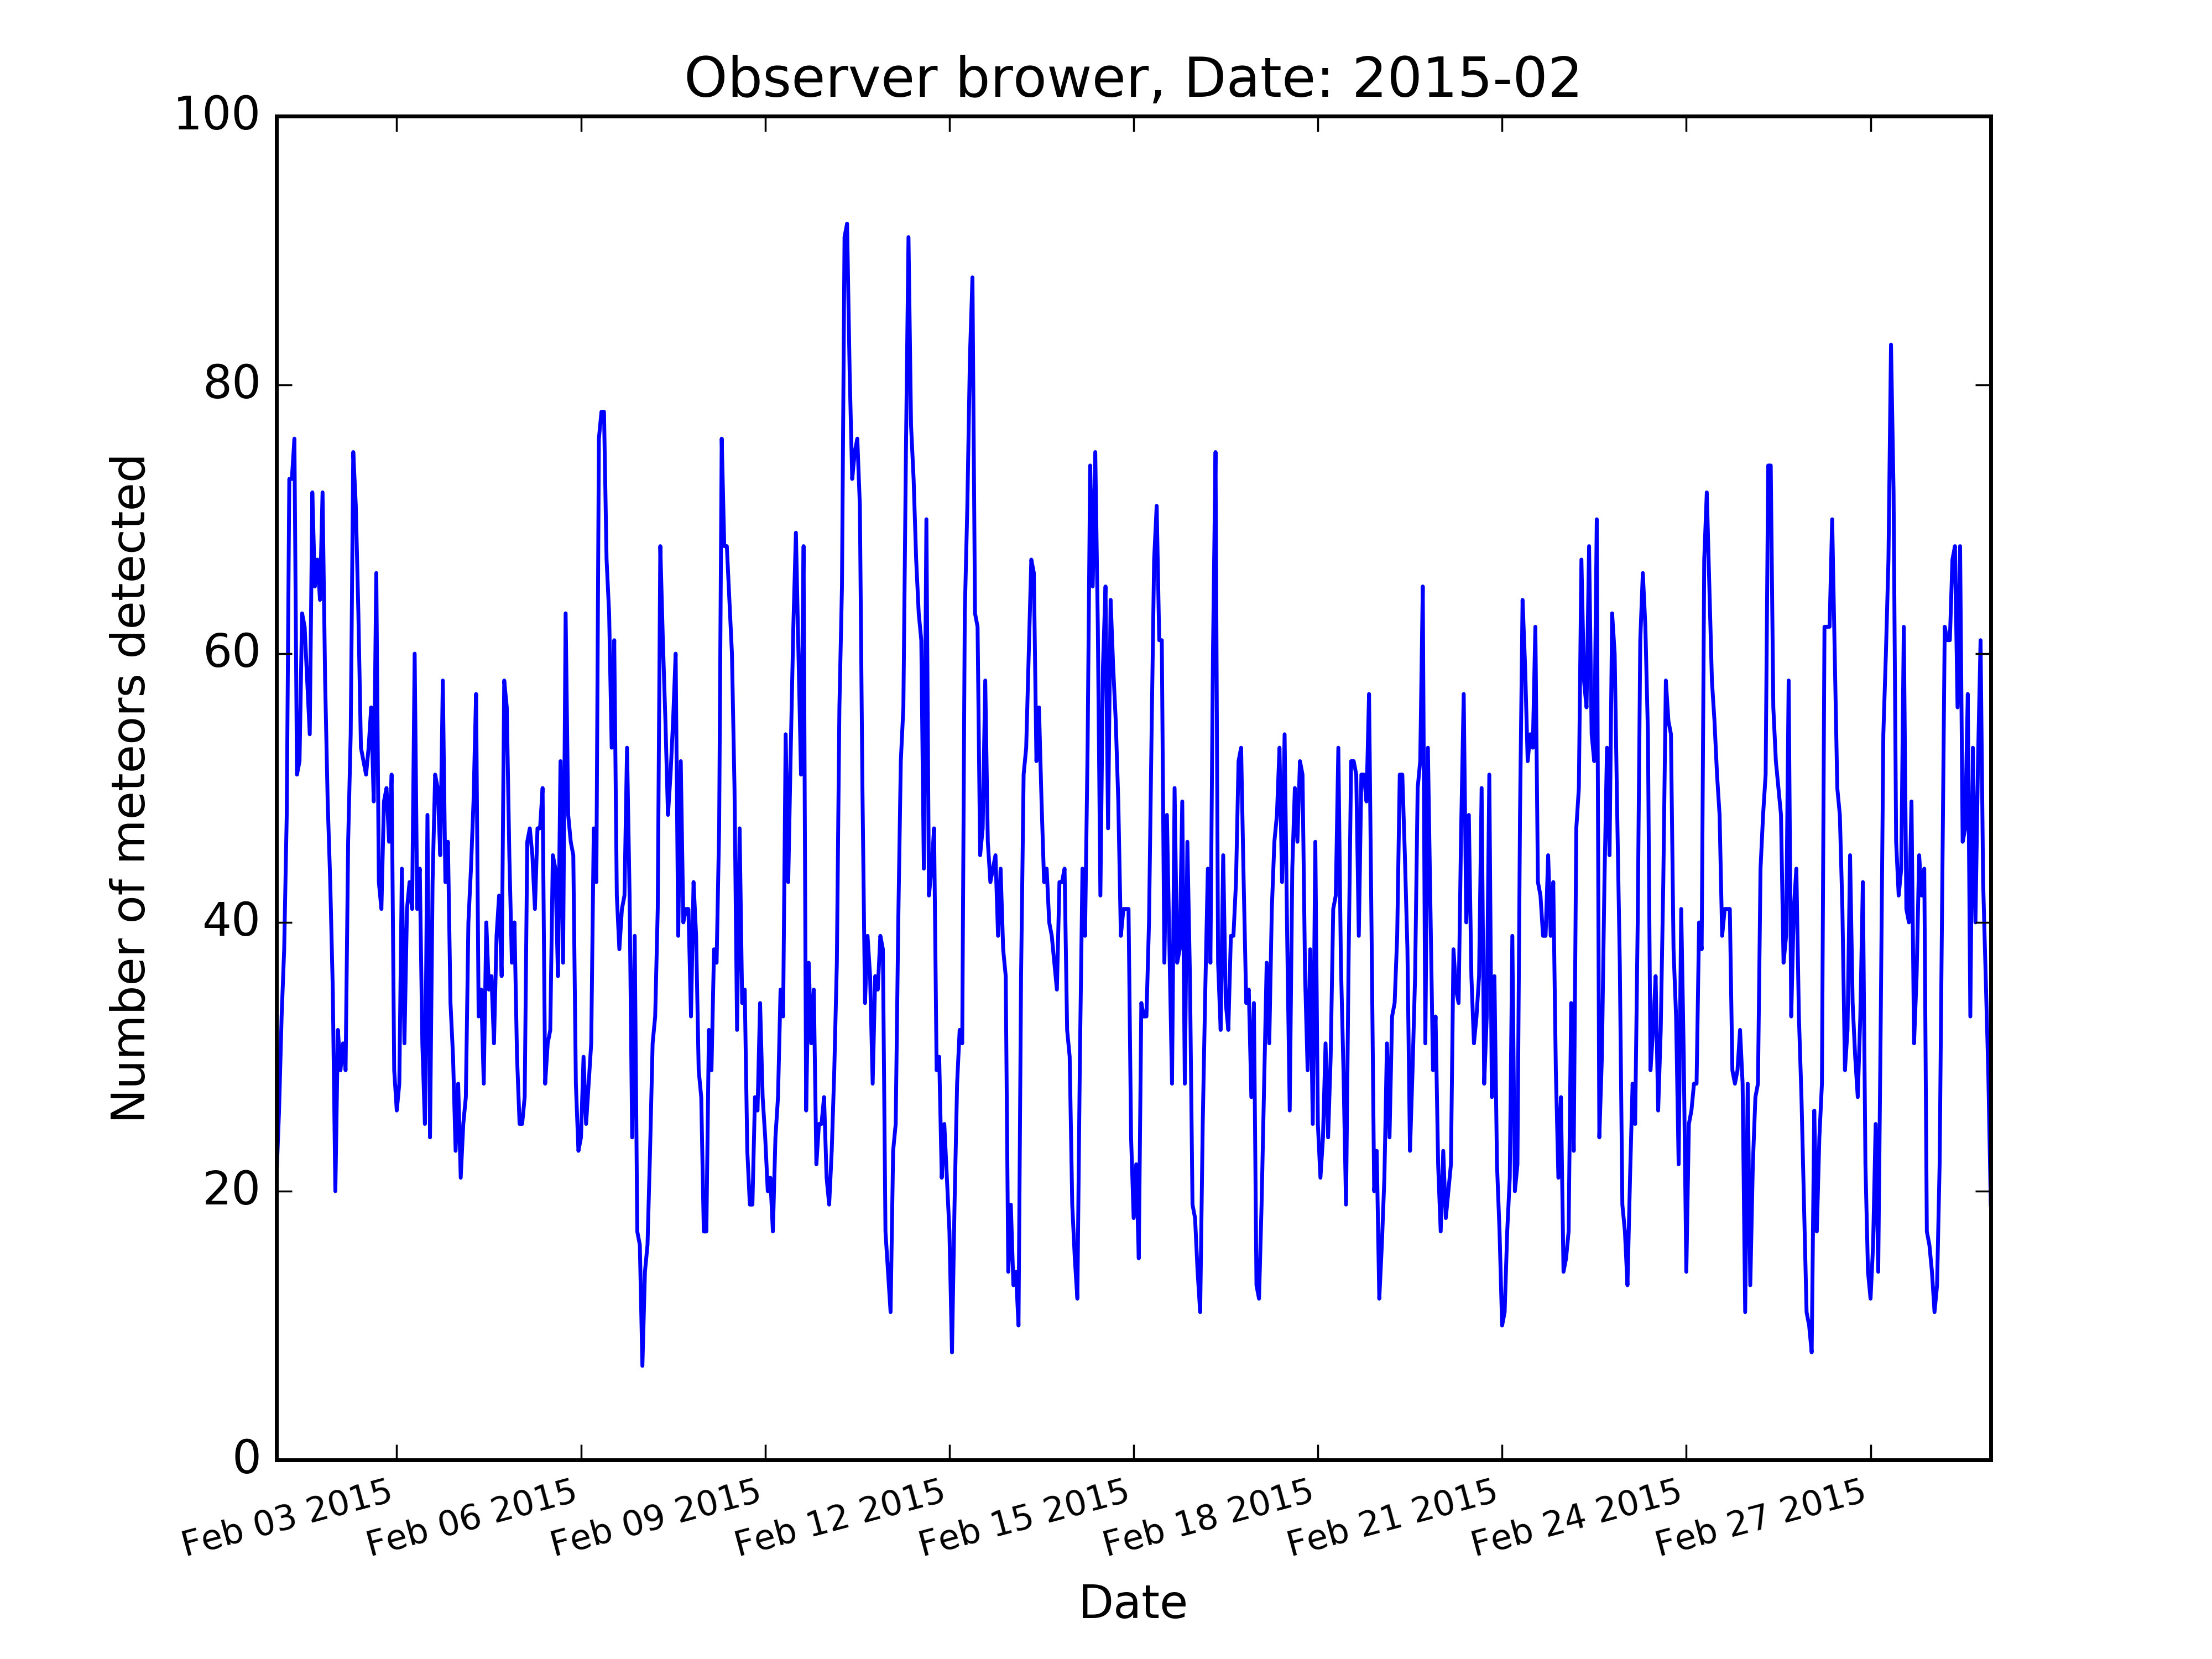 Observer brower, Date: 2015-02
100
80
60
40
20
0
Number of meteors detected
Feb 03 2015
Feb 06 2015
Feb 09 2015
Feb 12 2015
Feb 15 2015
Feb 18 2015
Feb 21 2015
Feb 24 2015
Feb 27 2015
Date